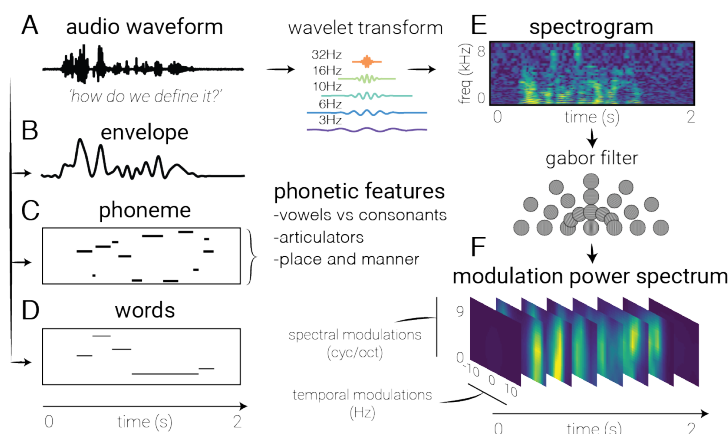 A audio waveform
'how do we define it?'
wavelet transform
32Hz
16Hz
10Hz
6Hz
3Hz
E spectrogram
freq (kHz)
8
0
0 time (s) 2
gabor filter
B envelope
C phoneme
phonetic features
-vowels vs consonants
-articulators
-place and manner
D words
0 time (s) 2
F
modulation power spectrum
spectral modulations
(cyc/oct)
9
0
-10 0 10
temporal modulations
(Hz)
0 time (s) 2